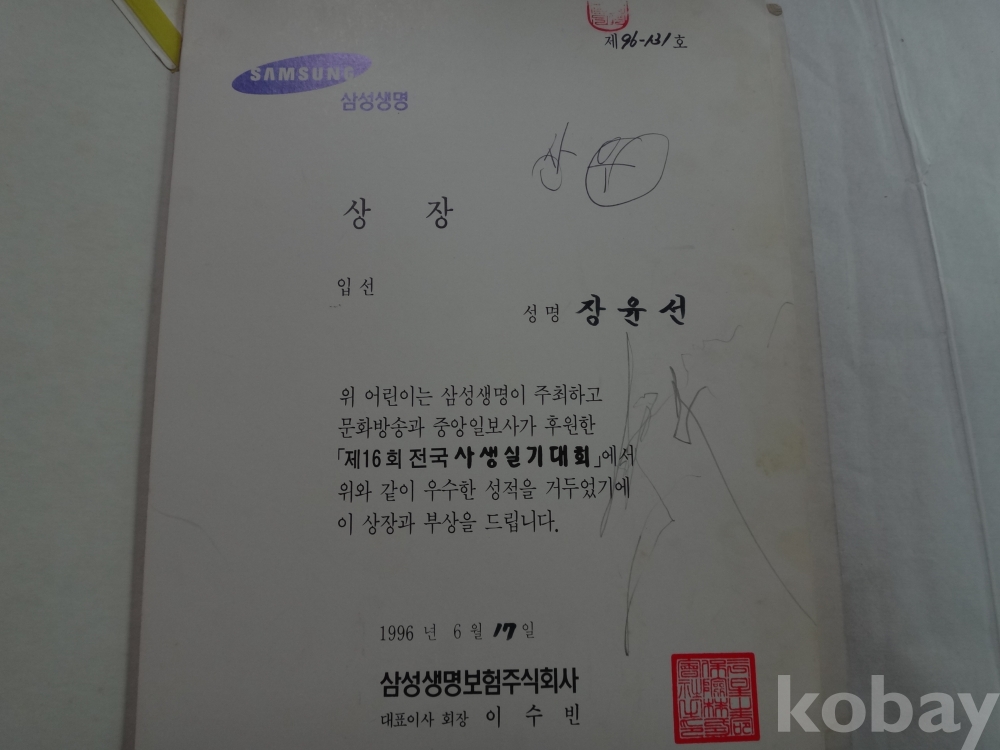 제 96-131 호
SAMSUNG
삼성생명
상 장
입 선
성 명 장 윤 선
위 어린이는 삼성생명이 주최하고
문화방송과 중앙일보사가 후원한
「제16회 전국 사생실기대회」에서
위와 같이 우수한 성적을 거두었기에
이 상장과 부상을 드립니다.
1996 년 6 월 17 일
삼성생명보험주식회사
대표이사 회장 이 수 빈
kobay